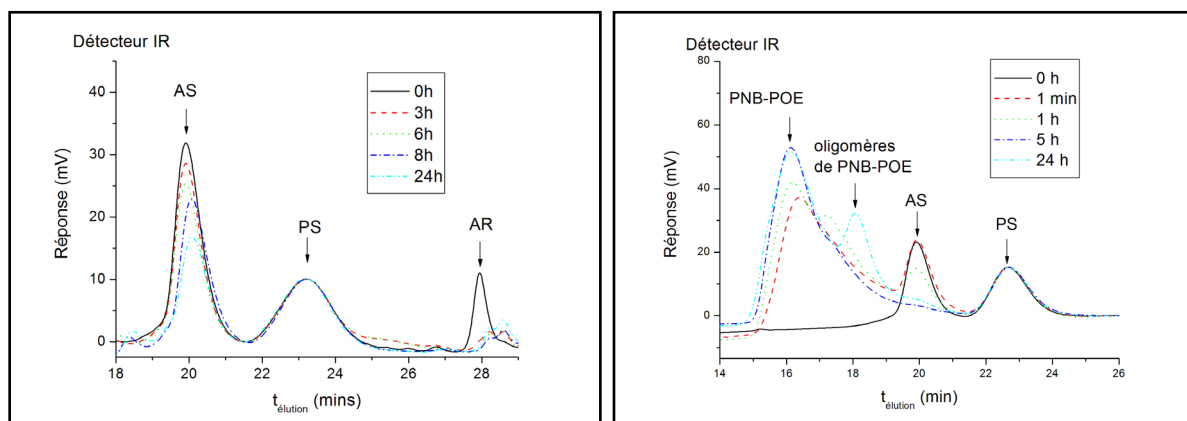 Détecteur IR
AS
PS
AR
0h
3h
6h
8h
24h
Réponse (mV)
40
30
20
10
0
18
20
22
24
26
28
t élution (mins)
Détecteur IR
PNB-POE
oligomères
de PNB-POE
AS
PS
0 h
1 min
1 h
5 h
24 h
Réponse (mV)
80
60
40
20
0
14
16
18
20
22
24
26
t élution (min)